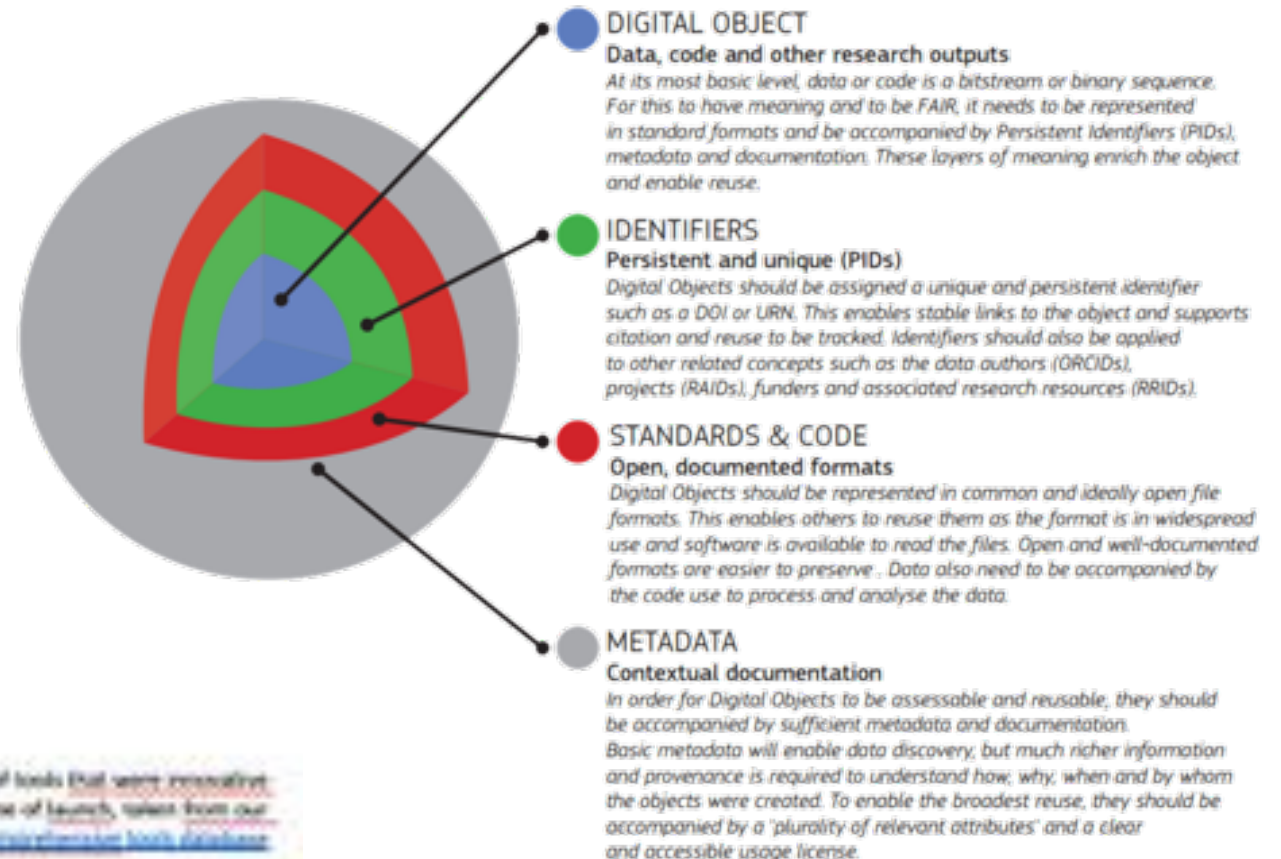 DIGITAL OBJECT
Data, code and other research outputs
At its most basic level, data or code is a bitstream or binary sequence.
For this to have meaning and to be FAIR, it needs to be represented
in standard formats and be accompanied by Persistent Identifiers (PIDs),
metadata and documentation. These layers of meaning enrich the object
and enable reuse.
IDENTIFIERS
Persistent and unique (PIDs)
Digital Objects should be assigned a unique and persistent identifier
such as a DOI or URN. This enables stable links to the object and supports
citation and reuse to be tracked. Identifiers should also be applied
to other related concepts such as the data authors (ORCIDs),
projects (RAIDs), funders and associated research resources (RRIDs).
STANDARDS & CODE
Open, documented formats
Digital Objects should be represented in common and ideally open file
formats. This enables others to reuse them as the format is in widespread
use and software is available to read the files. Open and well-documented
formats are easier to preserve . Data also need to be accompanied by
the code use to process and analyse the data.
METADATA
Contextual documentation
In order for Digital Objects to be assessable and reusable, they should
be accompanied by sufficient metadata and documentation.
Basic metadata will enable data discovery, but much richer information
and provenance is required to understand how, why, when and by whom
the objects were created. To enable the broadest reuse, they should be
accompanied by a 'plurality of relevant attributes' and a clear
and accessible usage license.
tools that were innovative
of launch, taken from our
tools database